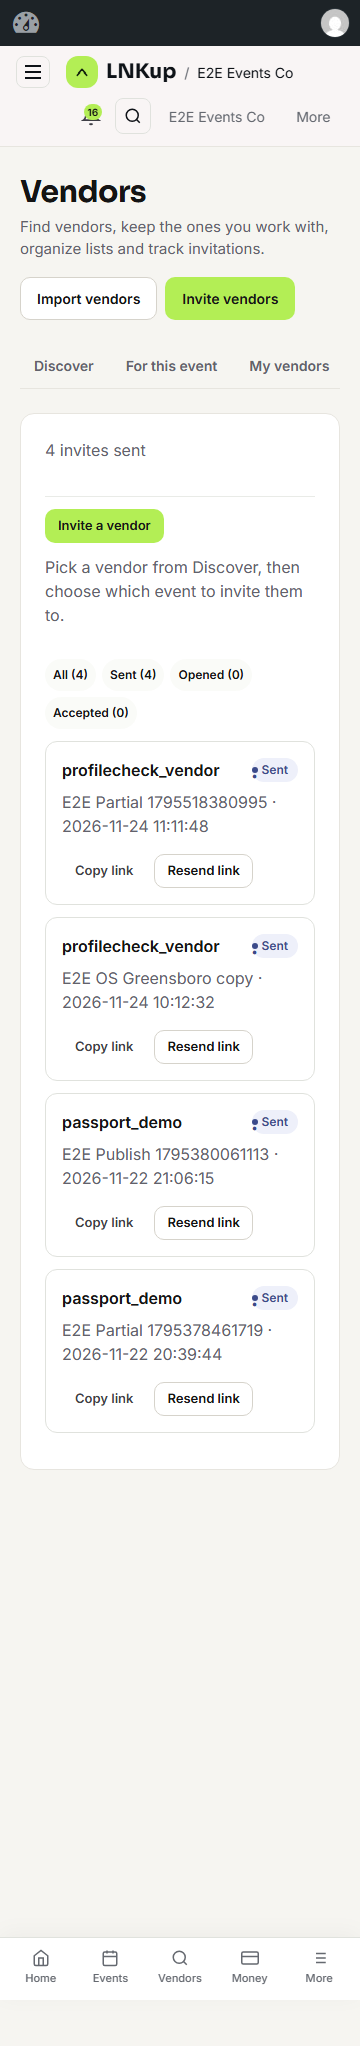 LNKup / E2E Events Co
16
E2E Events Co More
Vendors
Find vendors, keep the ones you work with,
organize lists and track invitations.
Import vendors Invite vendors
Discover For this event My vendors
4 invites sent
Invite a vendor
Pick a vendor from Discover, then
choose which event to invite them
to.
All (4) Sent (4) Opened (0)
Accepted (0)
profilecheck_vendor Sent
E2E Partial 1795518380995 ·
2026-11-24 11:11:48
Copy link Resend link
profilecheck_vendor Sent
E2E OS Greensboro copy ·
2026-11-24 10:12:32
Copy link Resend link
passport_demo Sent
E2E Publish 1795380061113 ·
2026-11-22 21:06:15
Copy link Resend link
passport_demo Sent
E2E Partial 1795378461719 ·
2026-11-22 20:39:44
Copy link Resend link
Home Events Vendors Money More